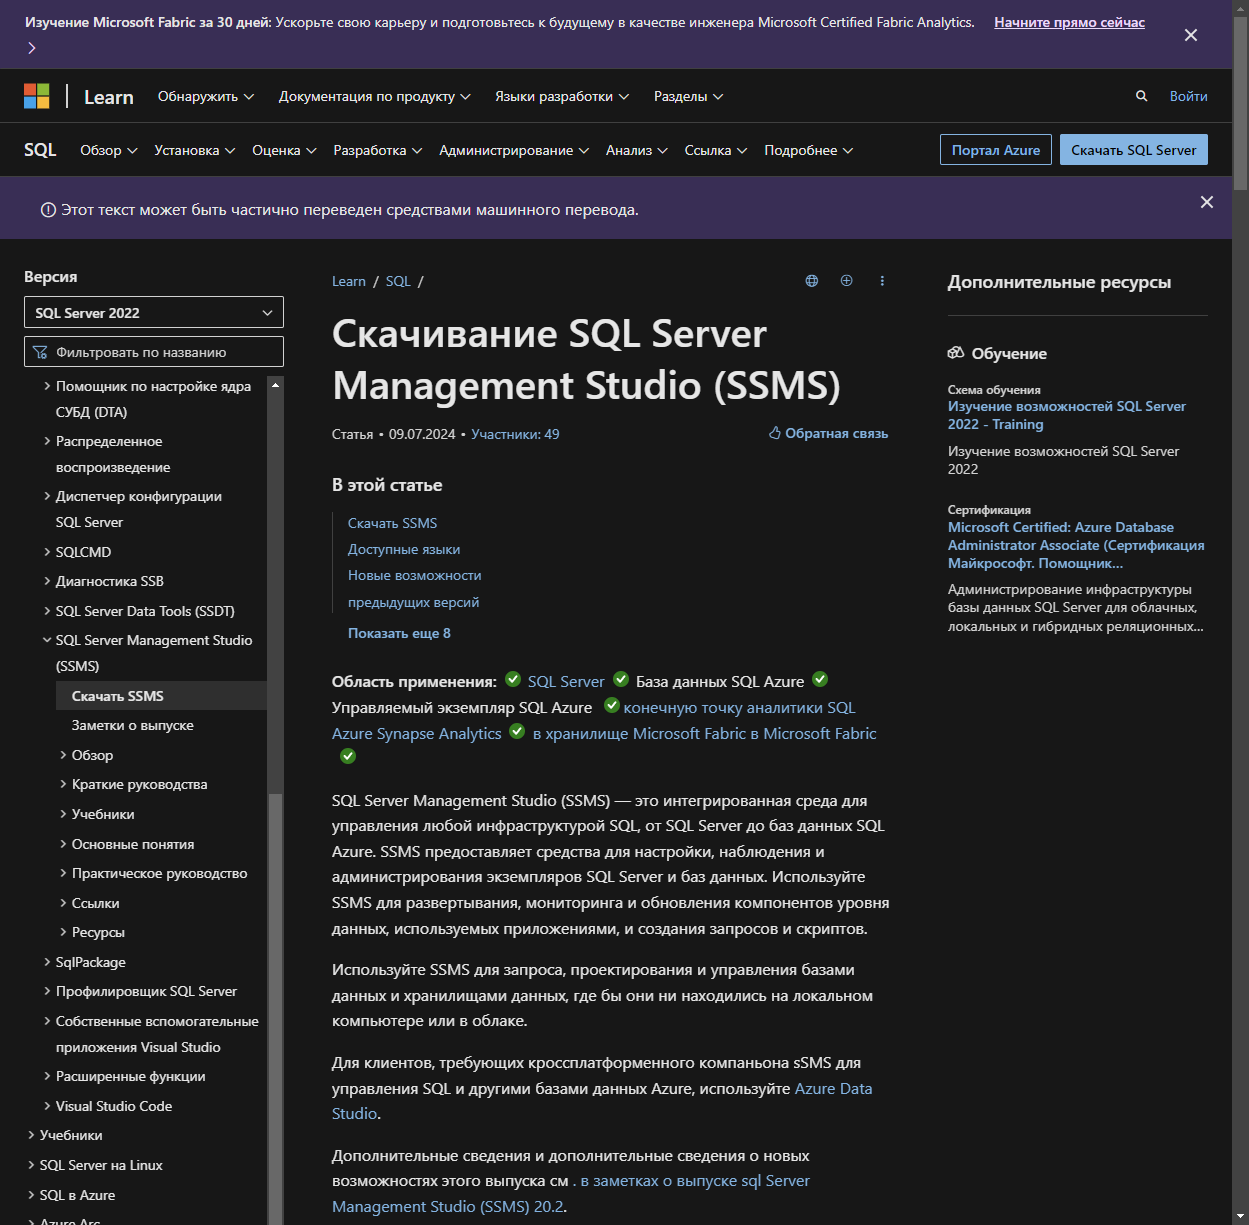 Изучение Microsoft Fabric за 30 дней: Ускорьте свою карьеру и подготовьтесь к будущему в качестве инженера Microsoft Certified Fabric Analytics. Начните прямо сейчас
Learn Обнаружить Документация по продукту Языки разработки Разделы Войти
SQL Обзор Установка Оценка Разработка Администрирование Анализ Ссылка Подробнее Портал Azure Скачать SQL Server
Этот текст может быть частично переведен средствами машинного перевода.
Версия
SQL Server 2022
Фильтровать по названию
Помощник по настройке ядра
СУБД (DTA)
Распределенное
воспроизведение
Диспетчер конфигурации
SQL Server
SQLCMD
Диагностика SSB
SQL Server Data Tools (SSDT)
SQL Server Management Studio
(SSMS)
Скачать SSMS
Заметки о выпуске
Обзор
Краткие руководства
Учебники
Основные понятия
Практическое руководство
Ссылки
Ресурсы
SqlPackage
Профилировщик SQL Server
Собственные вспомогательные
приложения Visual Studio
Расширенные функции
Visual Studio Code
Учебники
SQL Server на Linux
SQL в Azure
Azure Arc
Learn / SQL /
Скачивание SQL Server
Management Studio (SSMS)
Статья • 09.07.2024 • Участники: 49
Обратная связь
В этой статье
Скачать SSMS
Доступные языки
Новые возможности
предыдущих версий
Показать еще 8
Область применения: SQL Server База данных SQL Azure
Управляемый экземпляр SQL Azure конечную точку аналитики SQL
Azure Synapse Analytics в хранилище Microsoft Fabric в Microsoft Fabric
SQL Server Management Studio (SSMS) — это интегрированная среда для
управления любой инфраструктурой SQL, от SQL Server до баз данных SQL
Azure. SSMS предоставляет средства для настройки, наблюдения и
администрирования экземпляров SQL Server и баз данных. Используйте
SSMS для развертывания, мониторинга и обновления компонентов уровня
данных, используемых приложениями, и создания запросов и скриптов.
Используйте SSMS для запроса, проектирования и управления базами
данных и хранилищами данных, где бы они ни находились на локальном
компьютере или в облаке.
Для клиентов, требующих кроссплатформенного компаньона sSMS для
управления SQL и другими базами данных Azure, используйте Azure Data
Studio.
Дополнительные сведения и дополнительные сведения о новых
возможностях этого выпуска см . в заметках о выпуске sql Server
Management Studio (SSMS) 20.2.
Дополнительные ресурсы
Обучение
Схема обучения
Изучение возможностей SQL Server
2022 - Training
Изучение возможностей SQL Server
2022
Сертификация
Microsoft Certified: Azure Database
Administrator Associate (Сертификация
Майкрософт. Помощник...
Администрирование инфраструктуры
базы данных SQL Server для облачных,
локальных и гибридных реляционных...